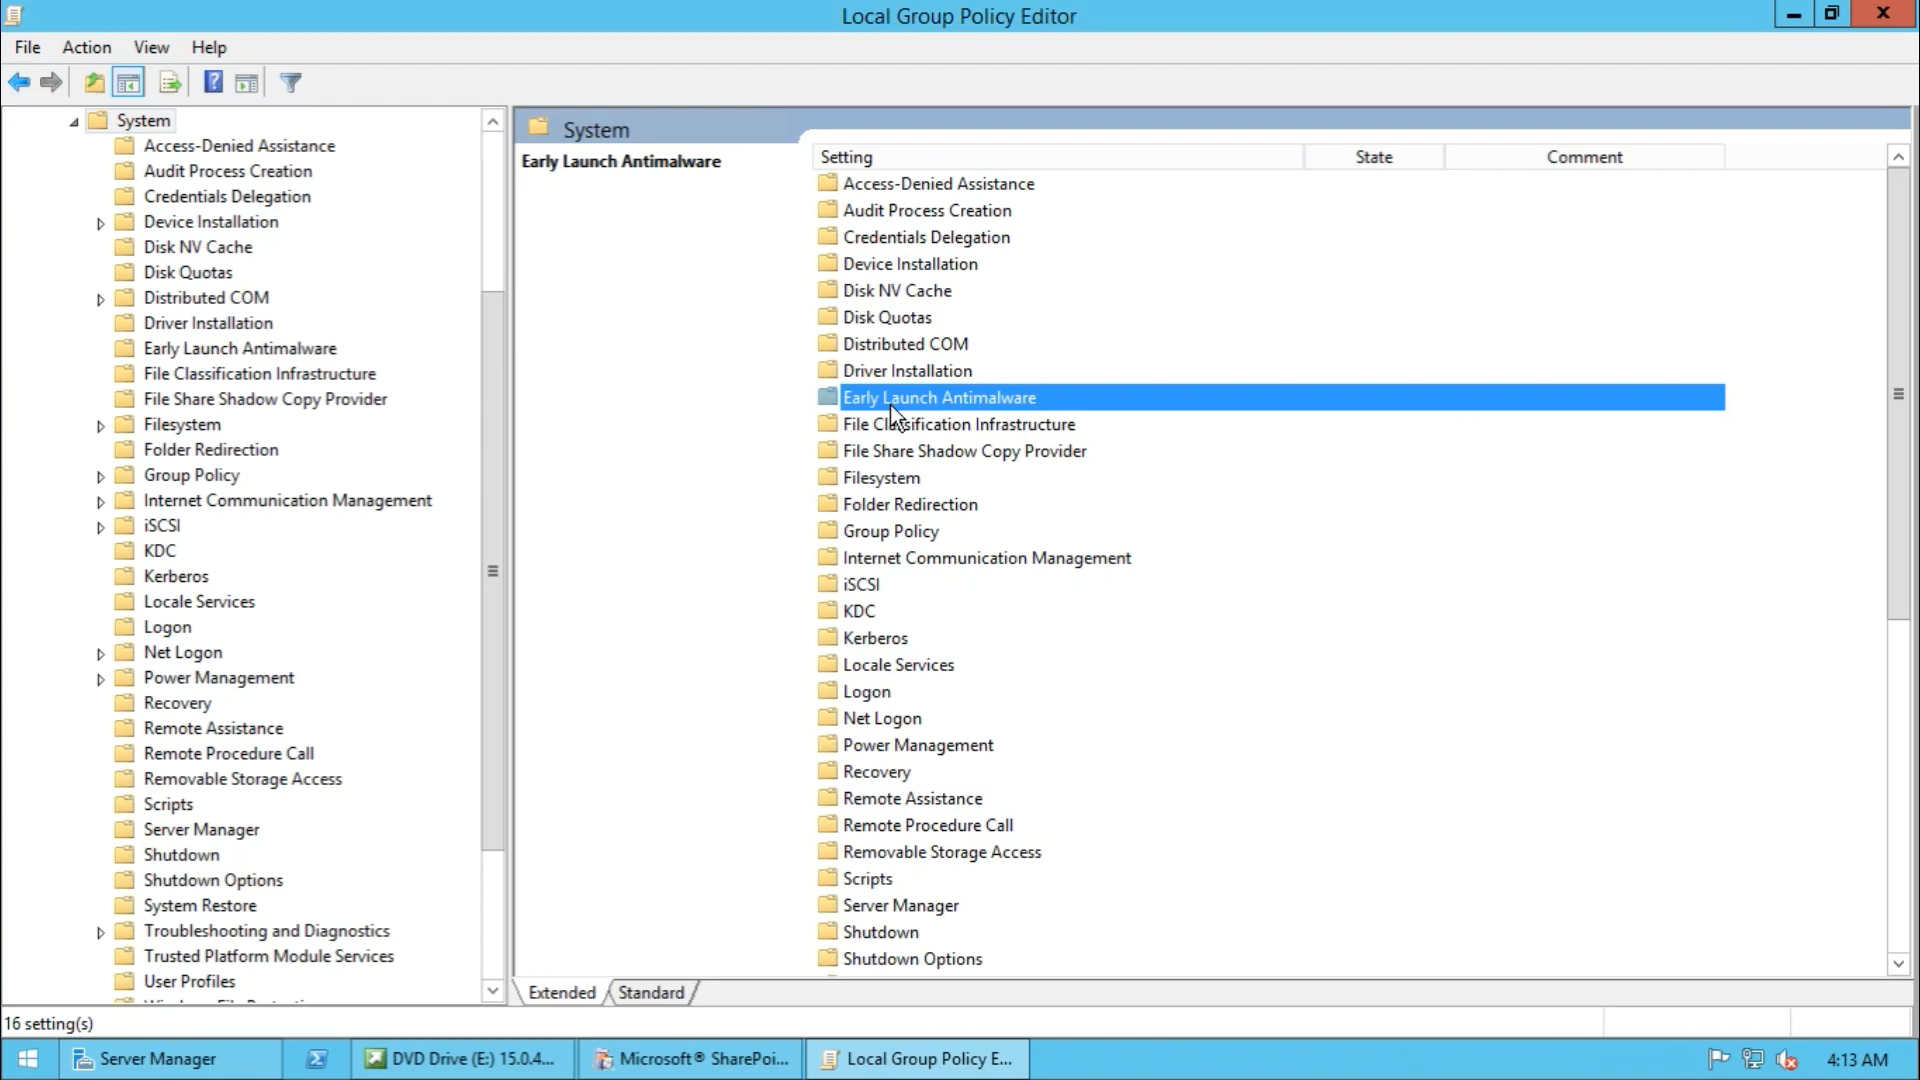 Local Group Policy Editor
File Action View Help
System
Access-Denied Assistance
Audit Process Creation
Credentials Delegation
Device Installation
Disk NV Cache
Disk Quotas
Distributed COM
Driver Installation
Early Launch Antimalware
File Classification Infrastructure
File Share Shadow Copy Provider
Filesystem
Folder Redirection
Group Policy
Internet Communication Management
iSCSI
KDC
Kerberos
Locale Services
Logon
Net Logon
Power Management
Recovery
Remote Assistance
Remote Procedure Call
Removable Storage Access
Scripts
Server Manager
Shutdown
Shutdown Options
System Restore
Troubleshooting and Diagnostics
Trusted Platform Module Services
User Profiles
System
Early Launch Antimalware
Setting State Comment
Access-Denied Assistance
Audit Process Creation
Credentials Delegation
Device Installation
Disk NV Cache
Disk Quotas
Distributed COM
Driver Installation
Early Launch Antimalware
File Classification Infrastructure
File Share Shadow Copy Provider
Filesystem
Folder Redirection
Group Policy
Internet Communication Management
iSCSI
KDC
Kerberos
Locale Services
Logon
Net Logon
Power Management
Recovery
Remote Assistance
Remote Procedure Call
Removable Storage Access
Scripts
Server Manager
Shutdown
Shutdown Options
Extended Standard
16 setting(s)
Server Manager DVD Drive (E:) 15.0.4... Microsoft® SharePoi... Local Group Policy E... 4:13 AM